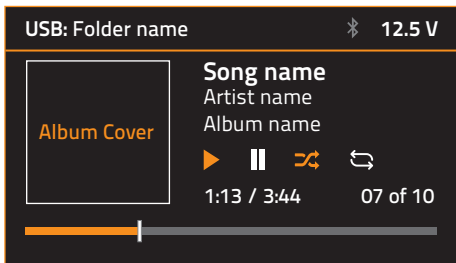 USB: Folder name 12.5 V
Album Cover
Song name
Artist name
Album name
1:13 / 3:44 07 of 10